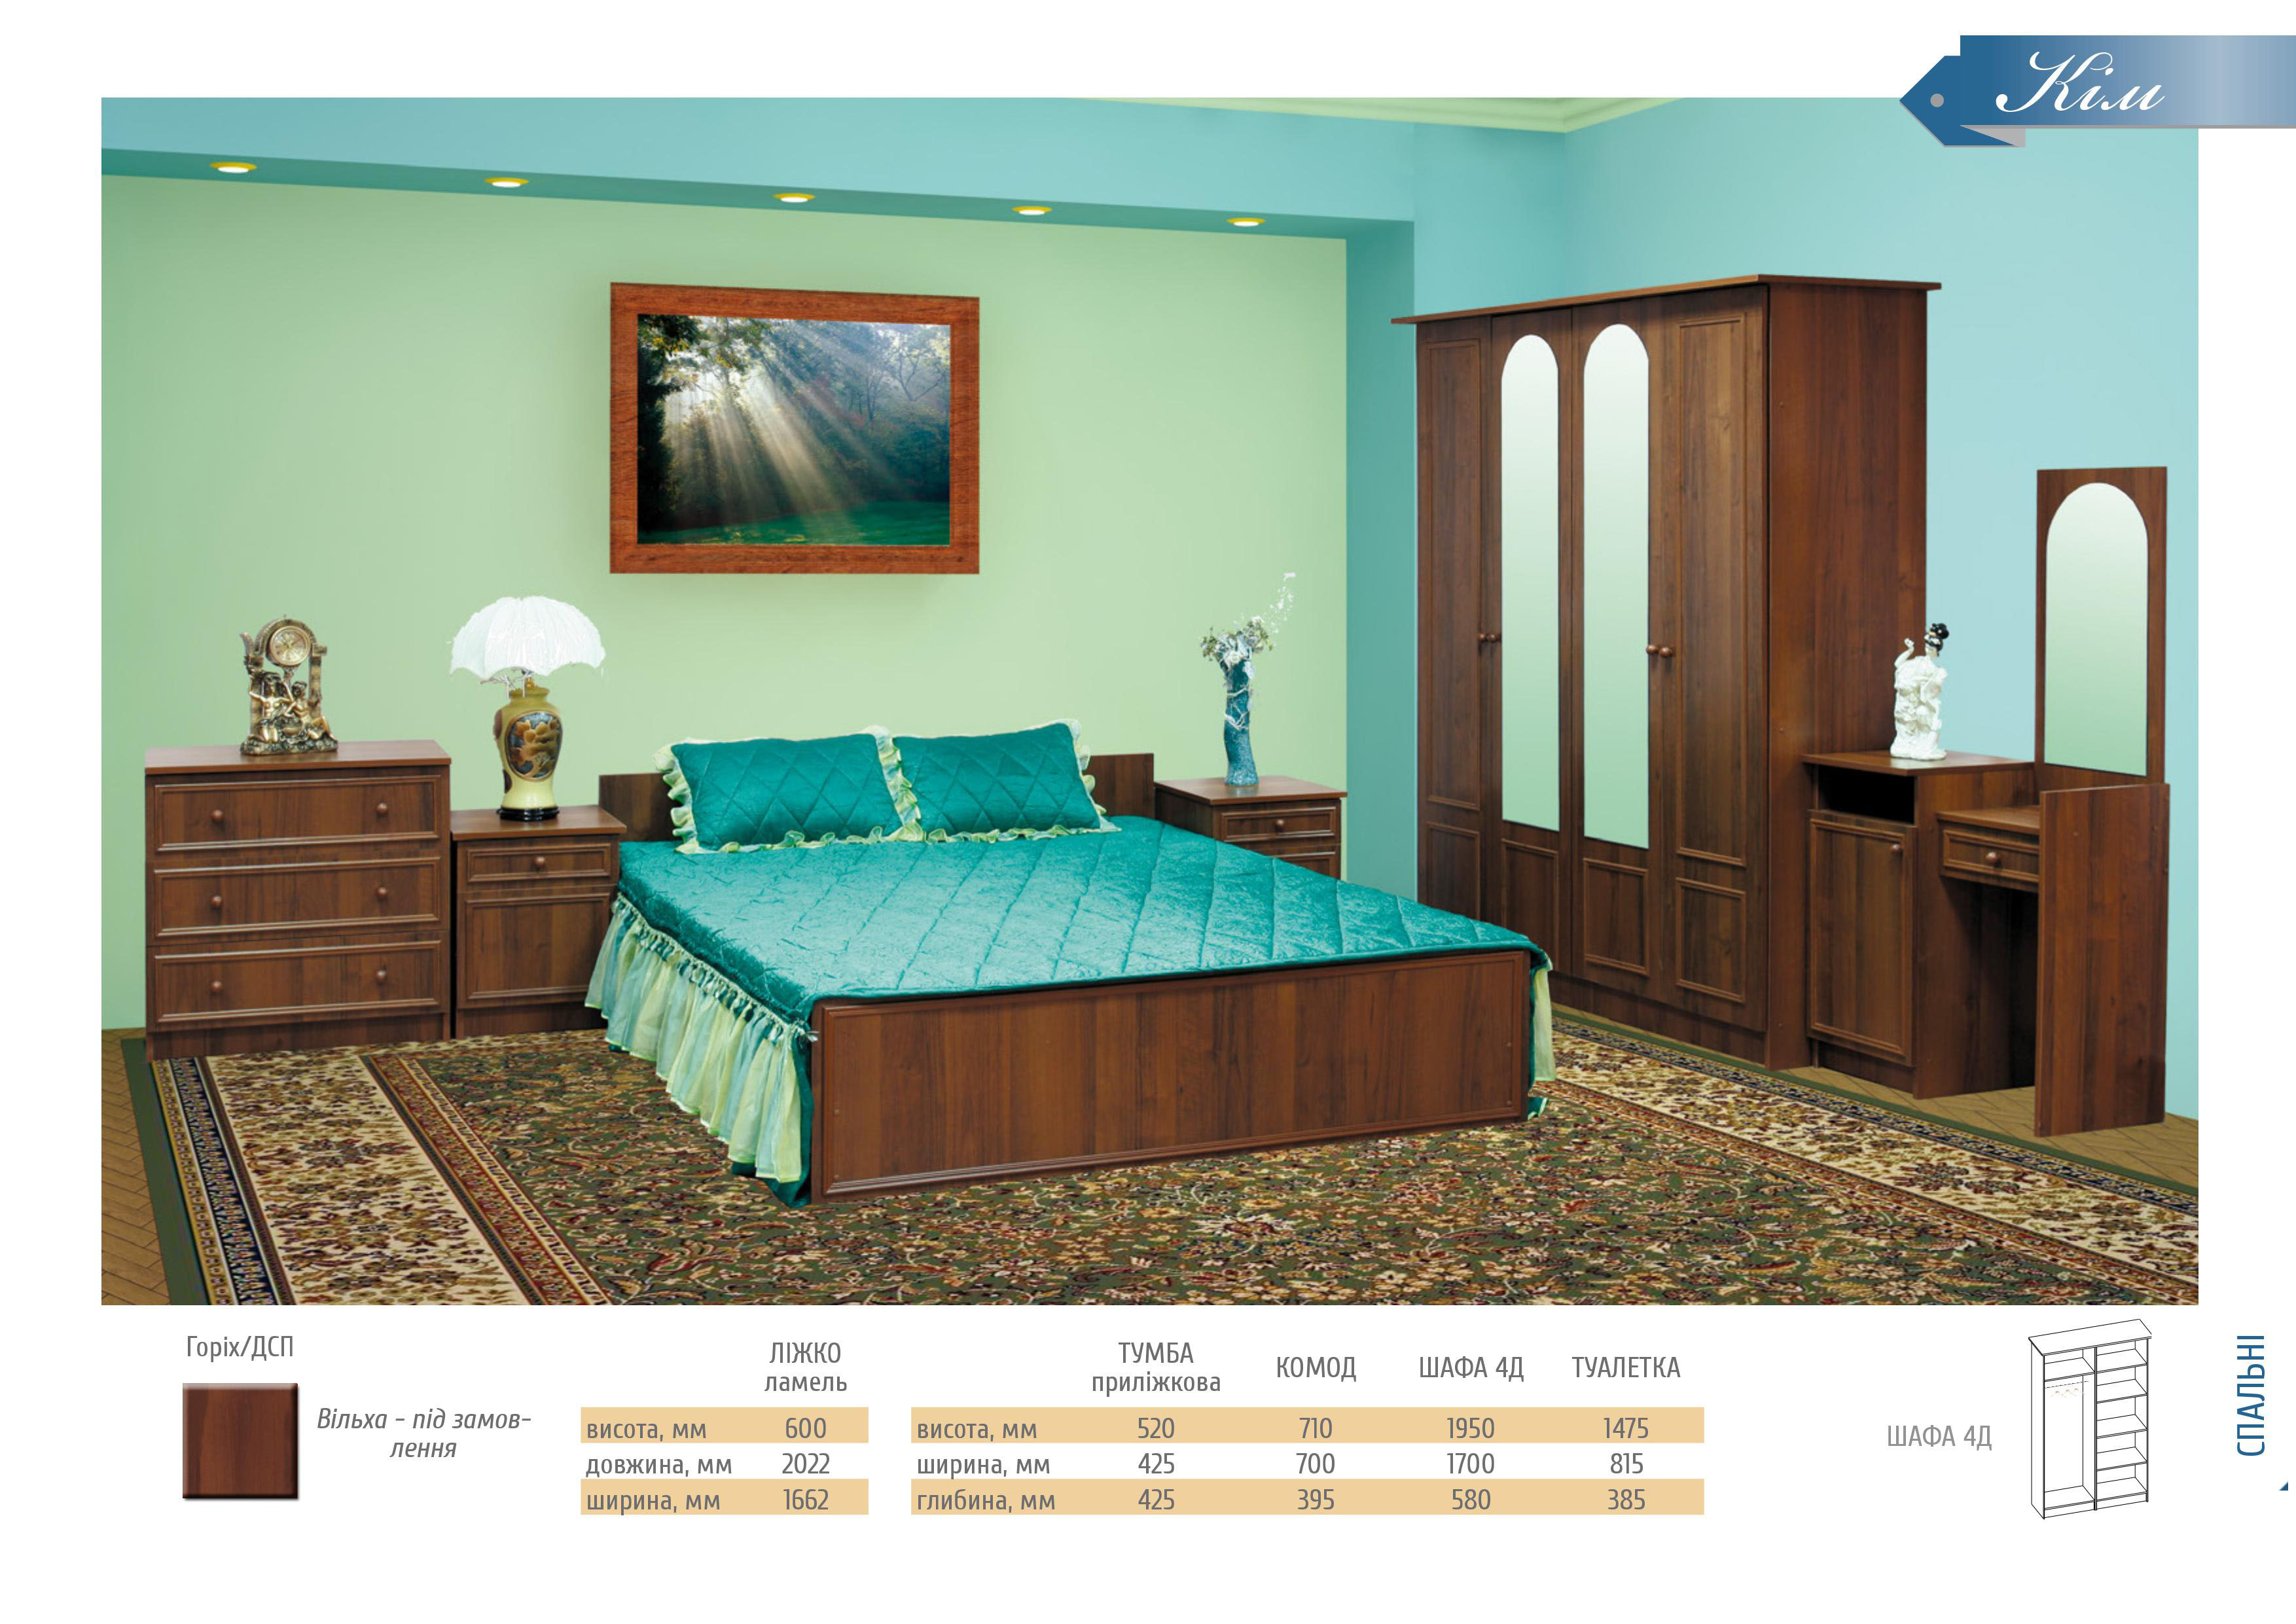 Кім
Горіх/ДСП
Вільха - під замов-
лення
ЛІЖКО
ламель
висота, мм 600
довжина, мм 2022
ширина, мм 1662
ТУМБА
приліжкова КОМОД ШАФА 4Д ТУАЛЕТКА
висота, мм 520 710 1950 1475
ширина, мм 425 700 1700 815
глибина, мм 425 395 580 385
ШАФА 4Д
СПАЛЬНІ